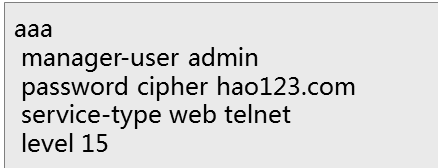 aaa
manager-user admin
password cipher hao123.com
service-type web telnet
level 15